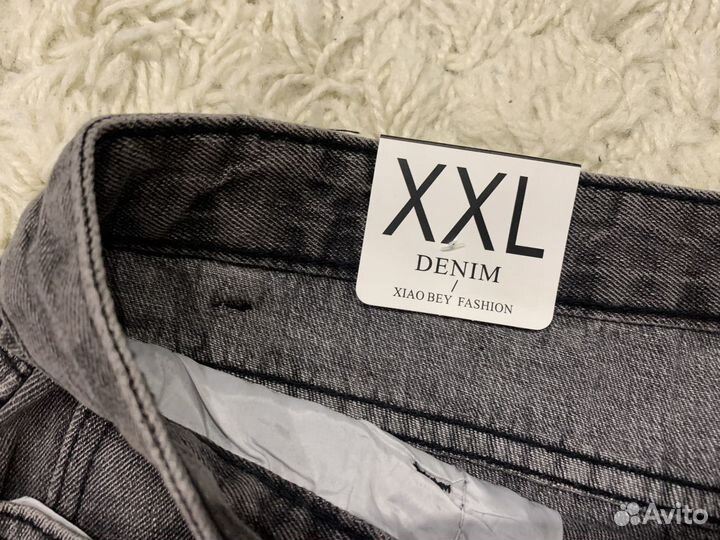 XXL
DENIM
/
XIAO BEY FASHION
Avito